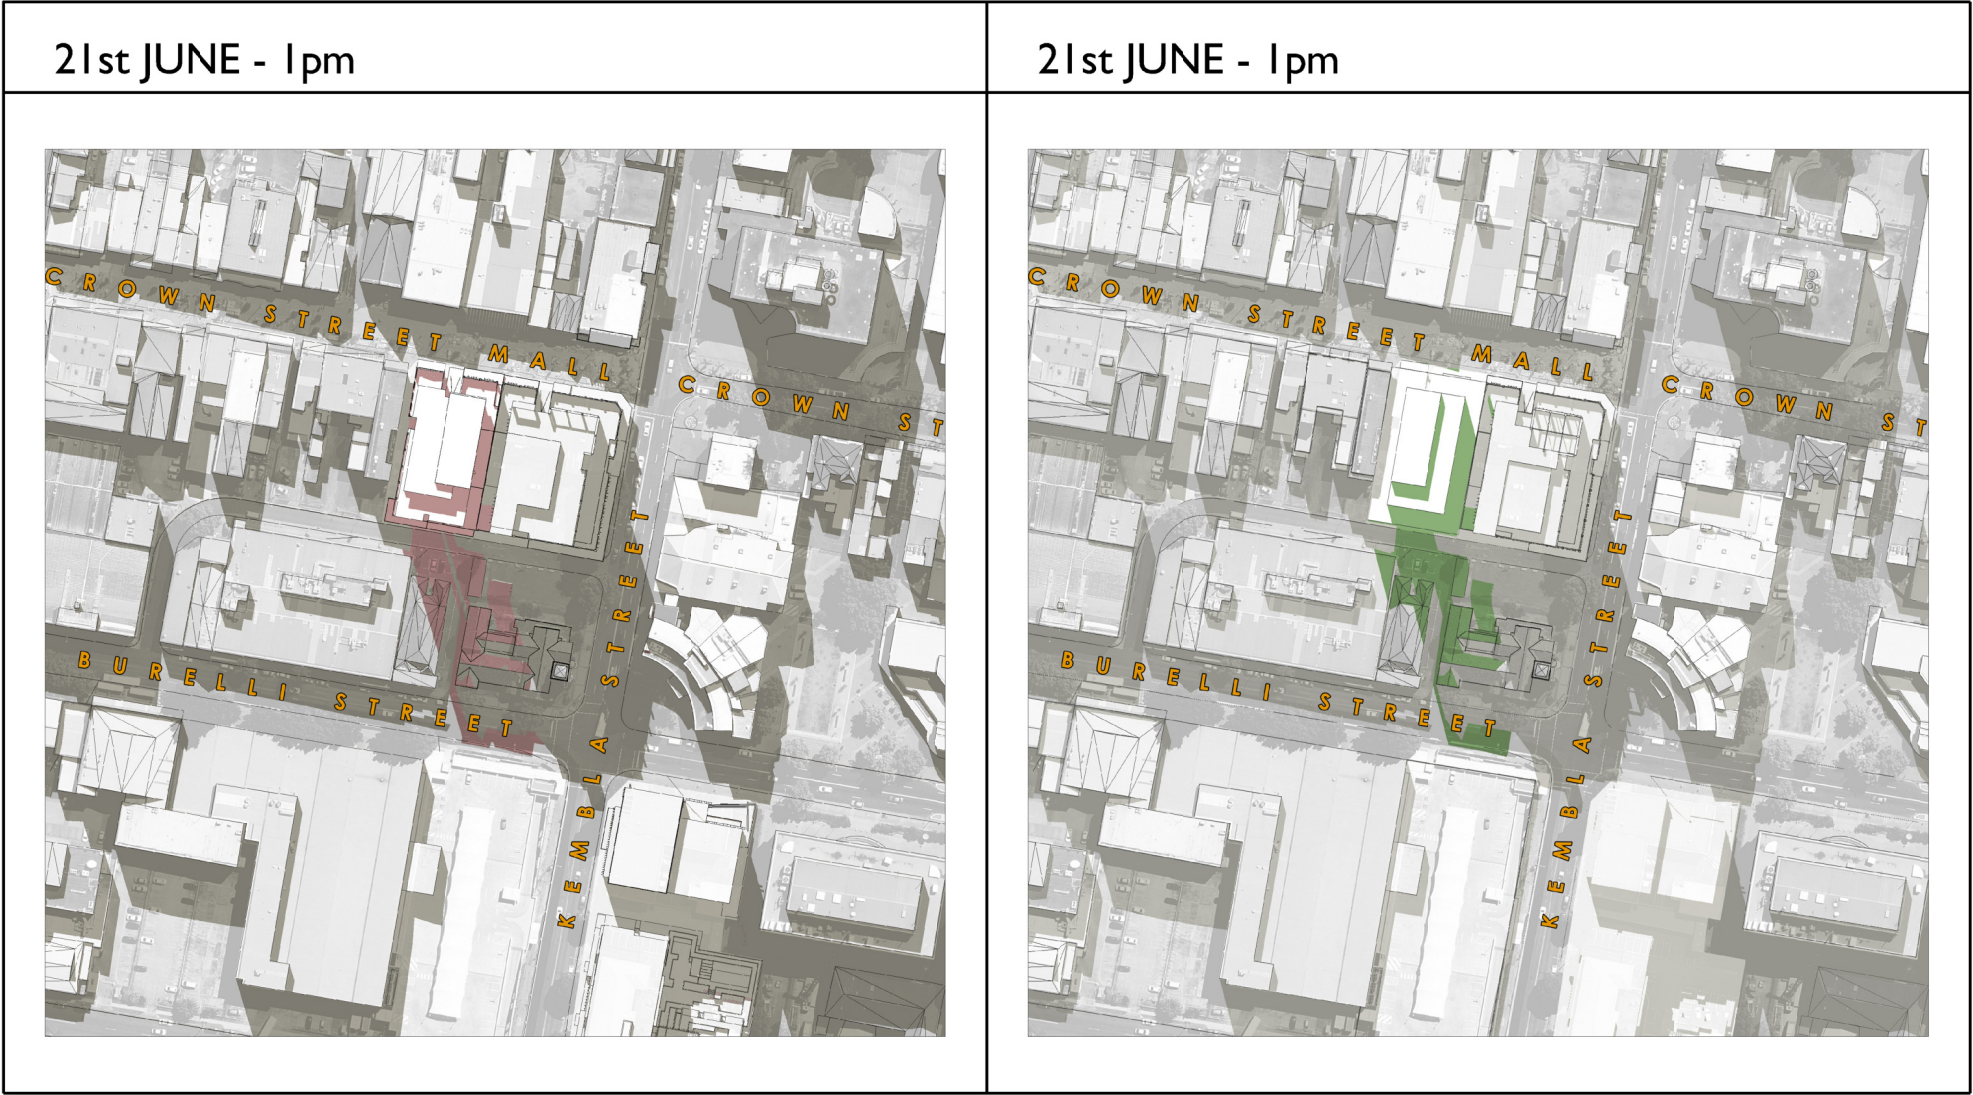 21st JUNE - 1pm
21st JUNE - 1pm
CROWN STREET MALL
CROWN ST
BURELLI STREET
KEMBLA STREET
CROWN STREET MALL
CROWN ST
BURELLI STREET
KEMBLA STREET